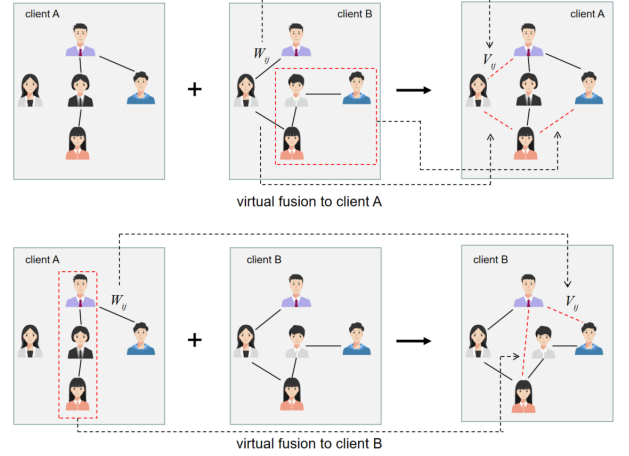 client A
client B
client A
W_ij
V_ij
+
virtual fusion to client A
client A
client B
client B
W_ij
V_ij
+
virtual fusion to client B